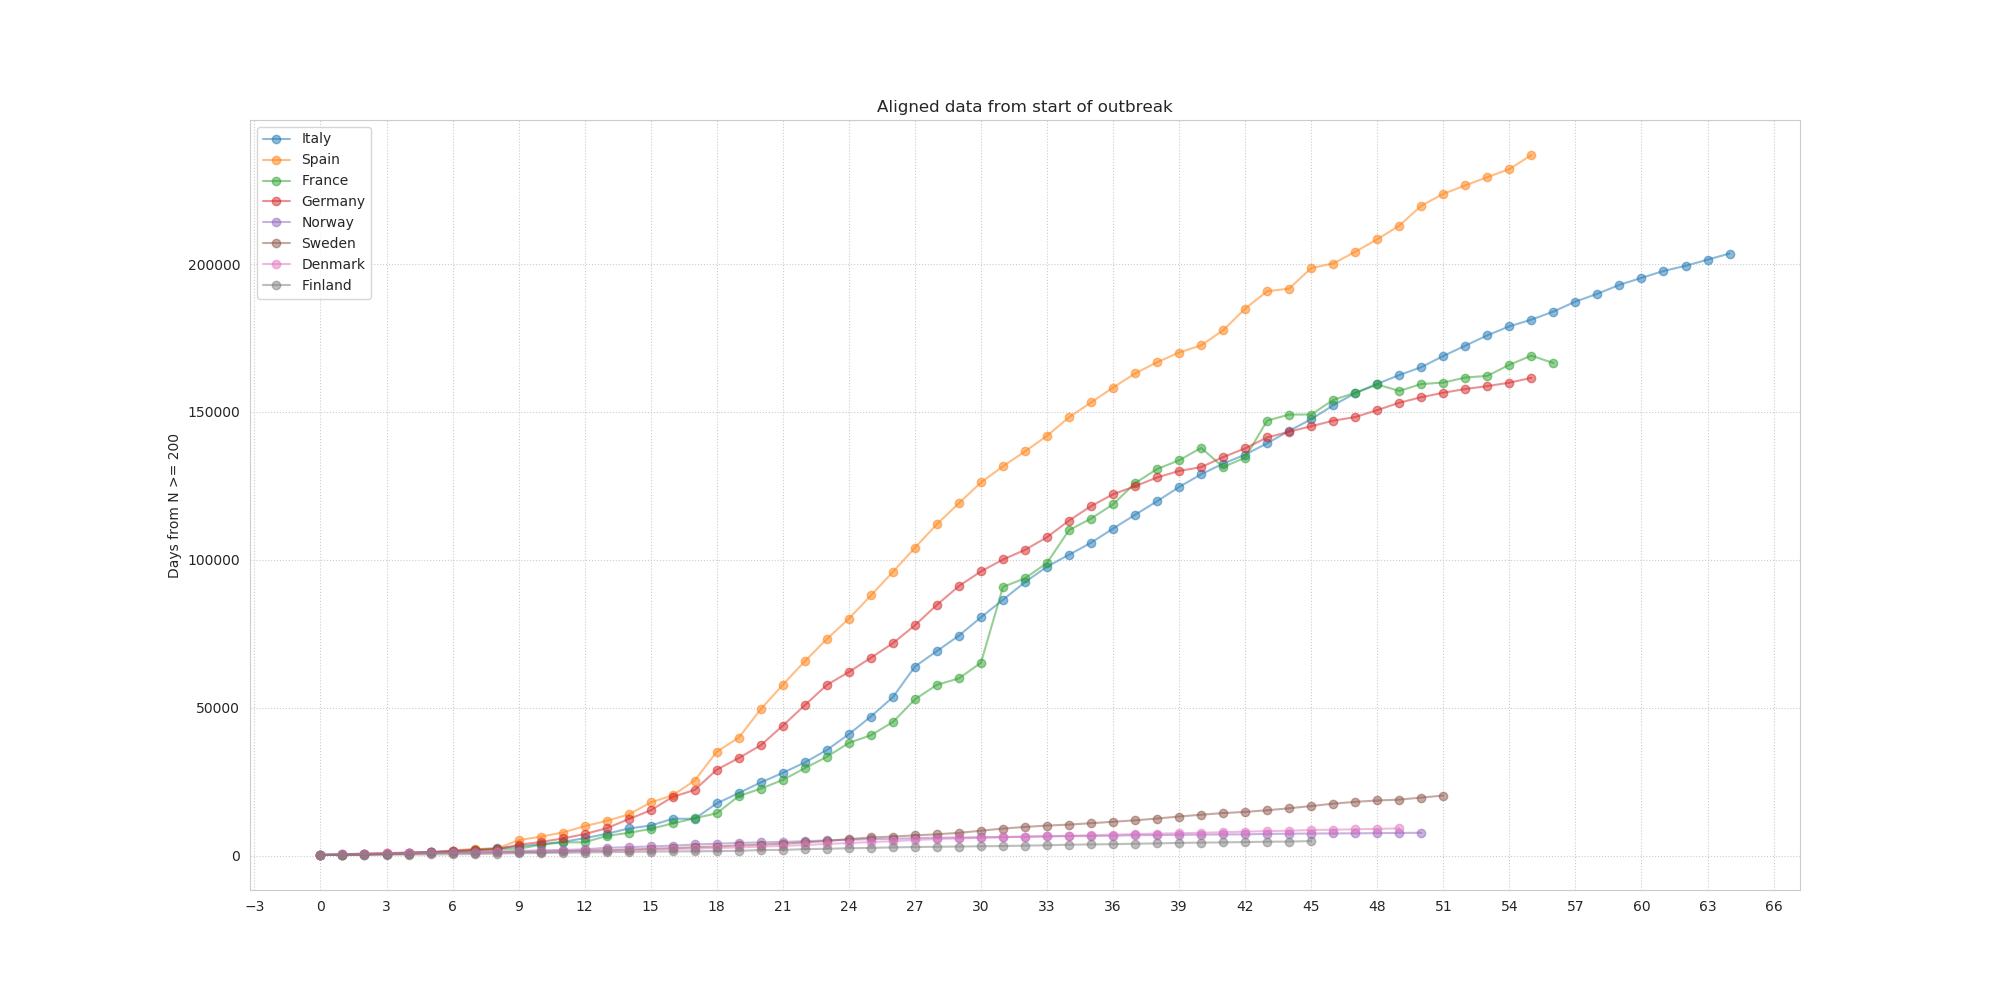 Aligned data from start of outbreak
Italy
Spain
France
Germany
Norway
Sweden
Denmark
Finland
200000
150000
100000
50000
0
Days from N >= 200
−3 0 3 6 9 12 15 18 21 24 27 30 33 36 39 42 45 48 51 54 57 60 63 66